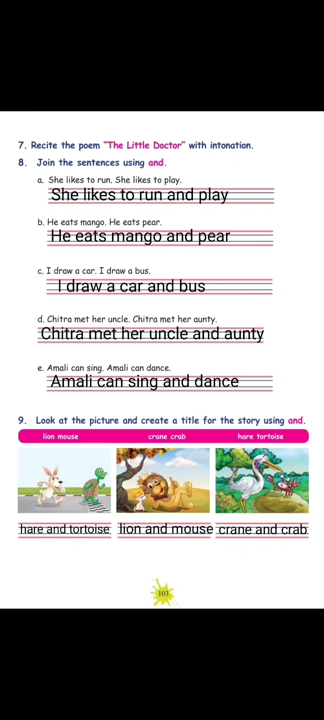 7. Recite the poem "The Little Doctor" with intonation.
8. Join the sentences using and.
a. She likes to run. She likes to play.
She likes to run and play
b. He eats mango. He eats pear.
He eats mango and pear
c. I draw a car. I draw a bus.
I draw a car and bus
d. Chitra met her uncle. Chitra met her aunty.
Chitra met her uncle and aunty
e. Amali can sing. Amali can dance.
Amali can sing and dance
9. Look at the picture and create a title for the story using and.
lion mouse crane crab hare tortoise
hare and tortoise lion and mouse crane and crab
103